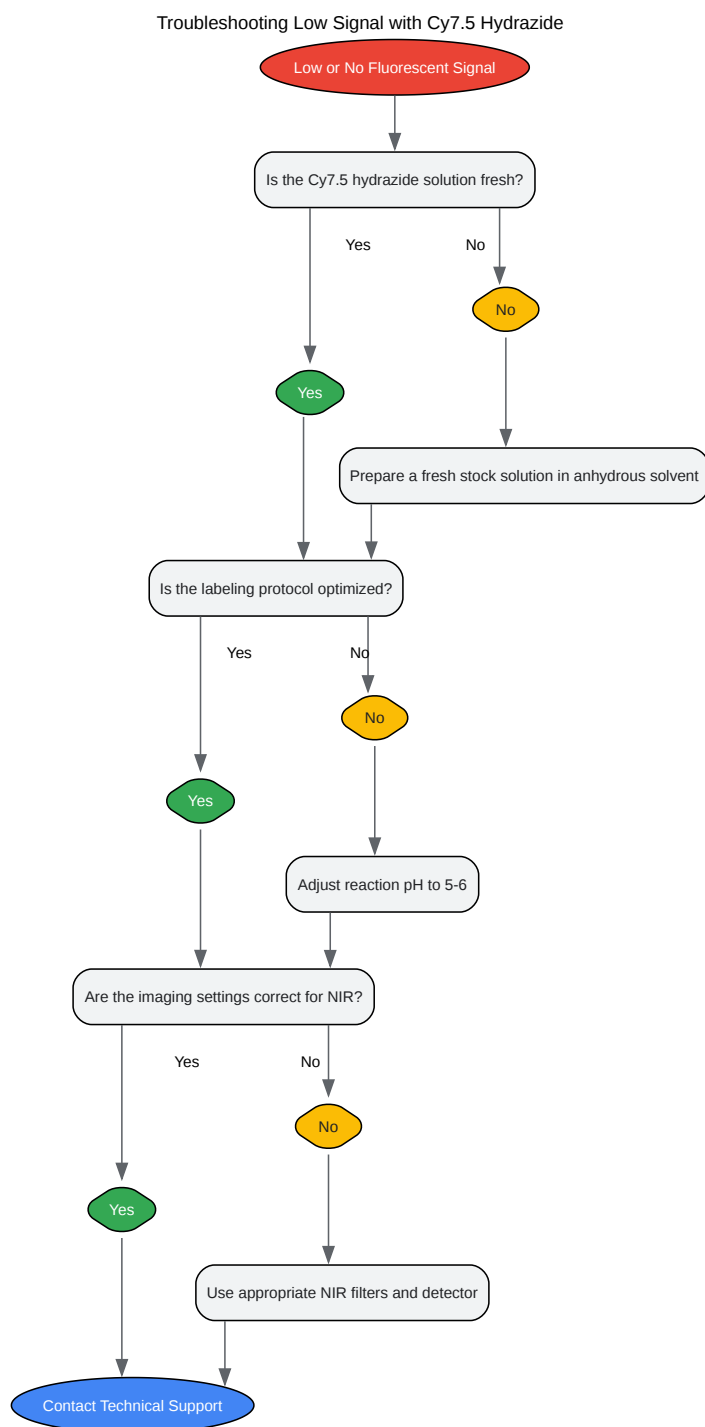 Troubleshooting Low Signal with Cy7.5 Hydrazide
Low or No Fluorescent Signal
Is the Cy7.5 hydrazide solution fresh?
Yes
No
No
Yes
Prepare a fresh stock solution in anhydrous solvent
Is the labeling protocol optimized?
Yes
No
No
Yes
Adjust reaction pH to 5-6
Are the imaging settings correct for NIR?
Yes
No
No
Yes
Use appropriate NIR filters and detector
Contact Technical Support